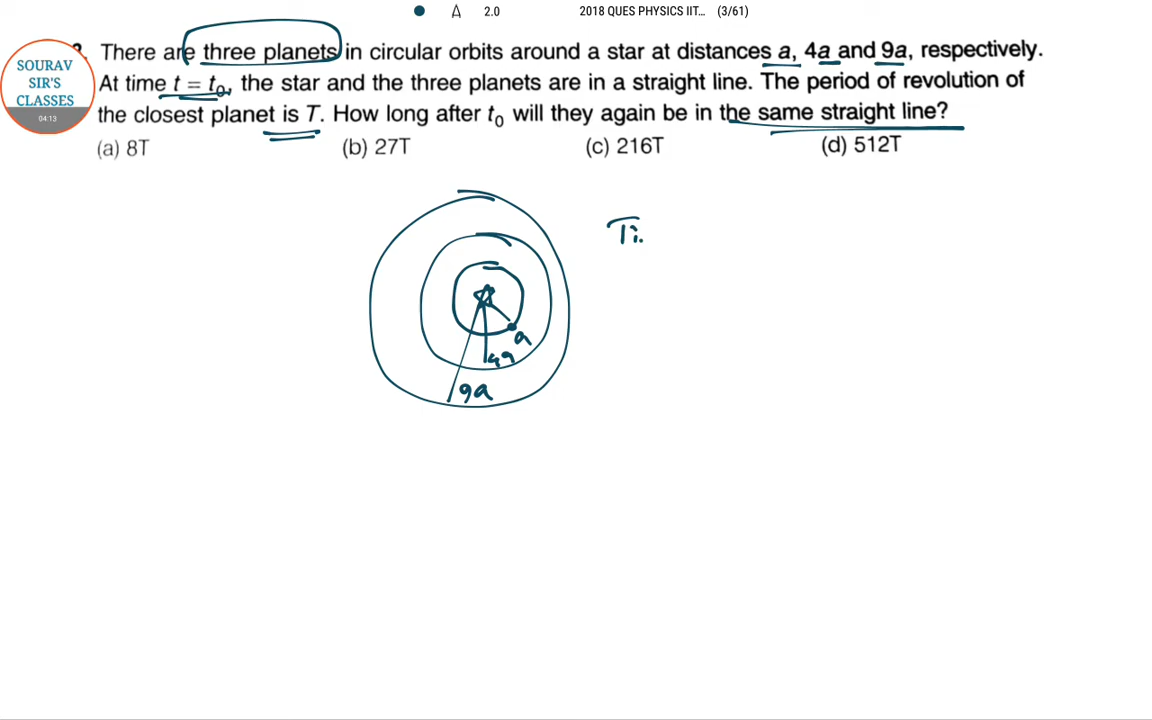 2.0
2018 QUES PHYSICS IIT... (3/61)
There are three planets in circular orbits around a star at distances a, 4a and 9a, respectively.
SOURAV
SIR'S
CLASSES
04:13
At time t = t₀, the star and the three planets are in a straight line. The period of revolution of
the closest planet is T. How long after t₀ will they again be in the same straight line?
(a) 8T (b) 27T (c) 216T (d) 512T
Ti.
a
4a
9a